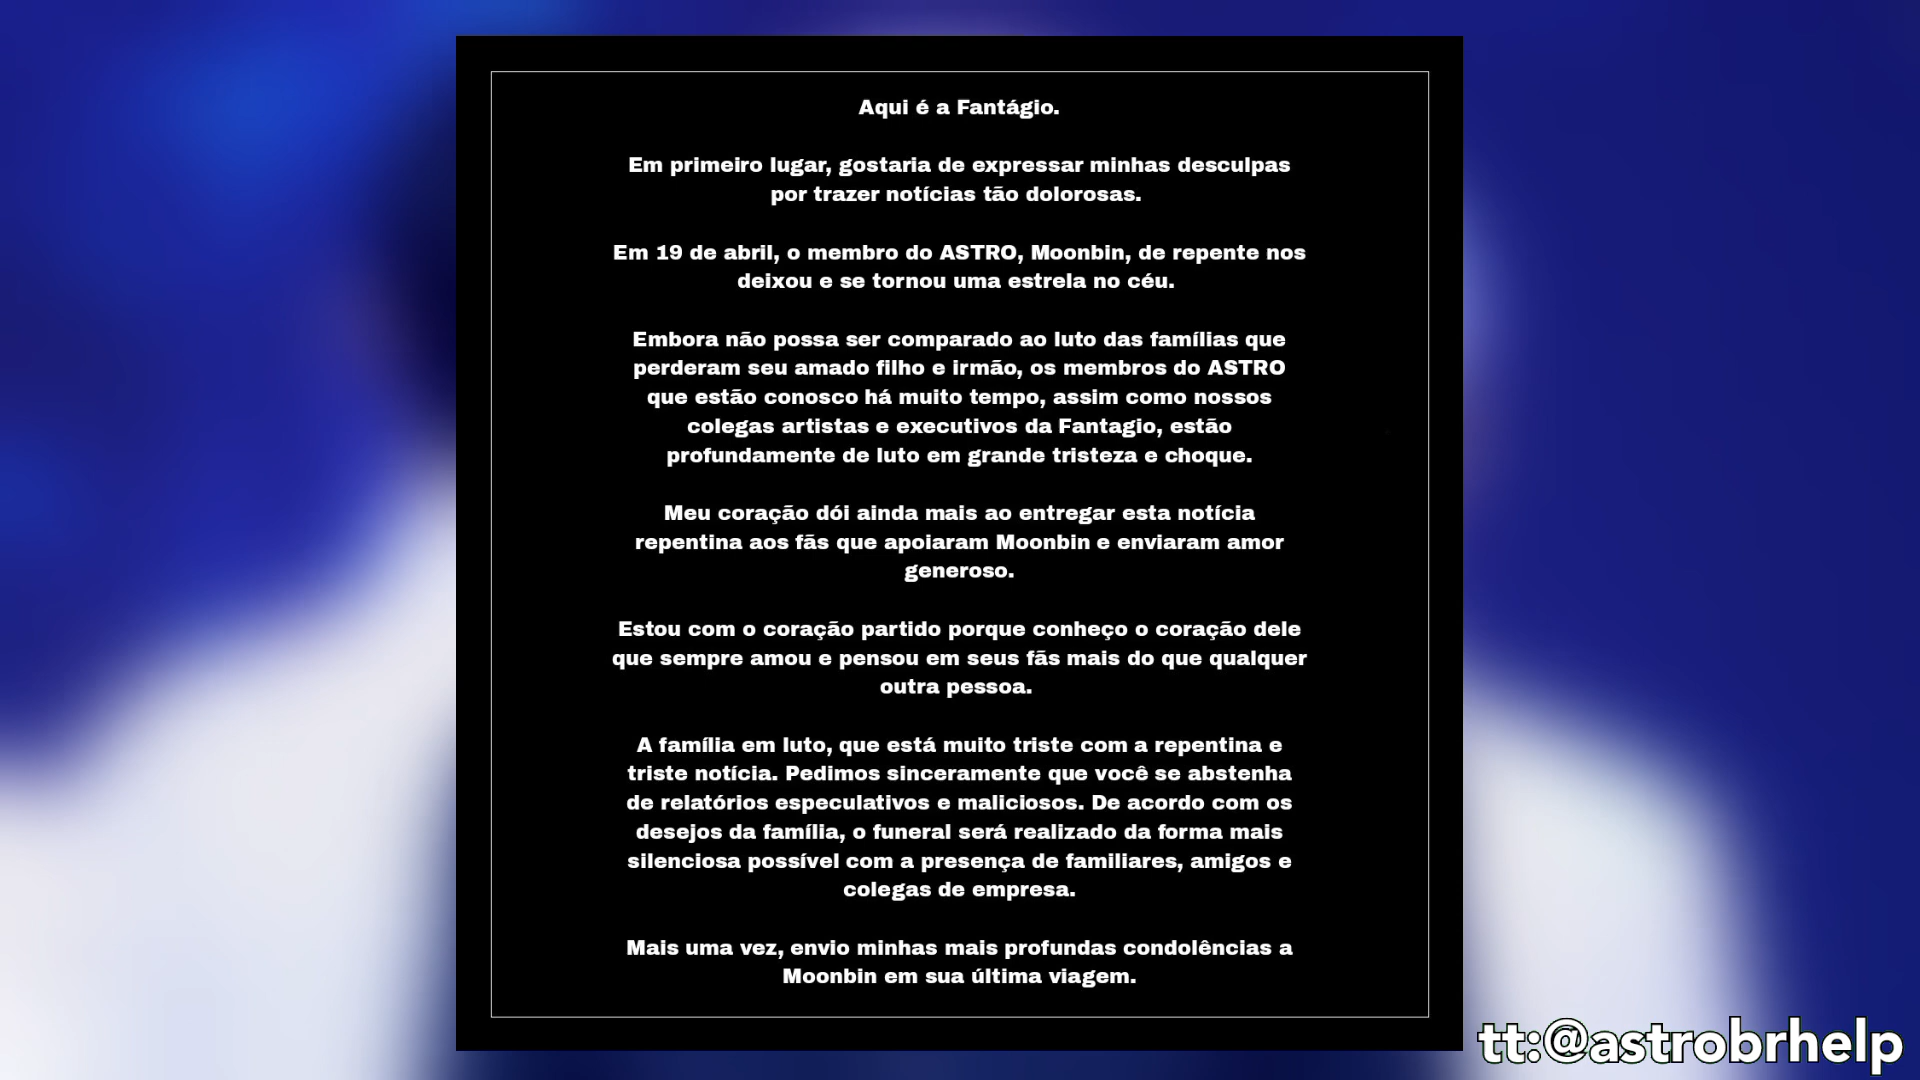 Aqui é a Fantágio.
Em primeiro lugar, gostaria de expressar minhas desculpas
por trazer notícias tão dolorosas.
Em 19 de abril, o membro do ASTRO, Moonbin, de repente nos
deixou e se tornou uma estrela no céu.
Embora não possa ser comparado ao luto das famílias que
perderam seu amado filho e irmão, os membros do ASTRO
que estão conosco há muito tempo, assim como nossos
colegas artistas e executivos da Fantagio, estão
profundamente de luto em grande tristeza e choque.
Meu coração dói ainda mais ao entregar esta notícia
repentina aos fãs que apoiaram Moonbin e enviaram amor
generoso.
Estou com o coração partido porque conheço o coração dele
que sempre amou e pensou em seus fãs mais do que qualquer
outra pessoa.
A família em luto, que está muito triste com a repentina e
triste notícia. Pedimos sinceramente que você se abstenha
de relatórios especulativos e maliciosos. De acordo com os
desejos da família, o funeral será realizado da forma mais
silenciosa possível com a presença de familiares, amigos e
colegas de empresa.
Mais uma vez, envio minhas mais profundas condolências a
Moonbin em sua última viagem.
tt:@astrobrhelp